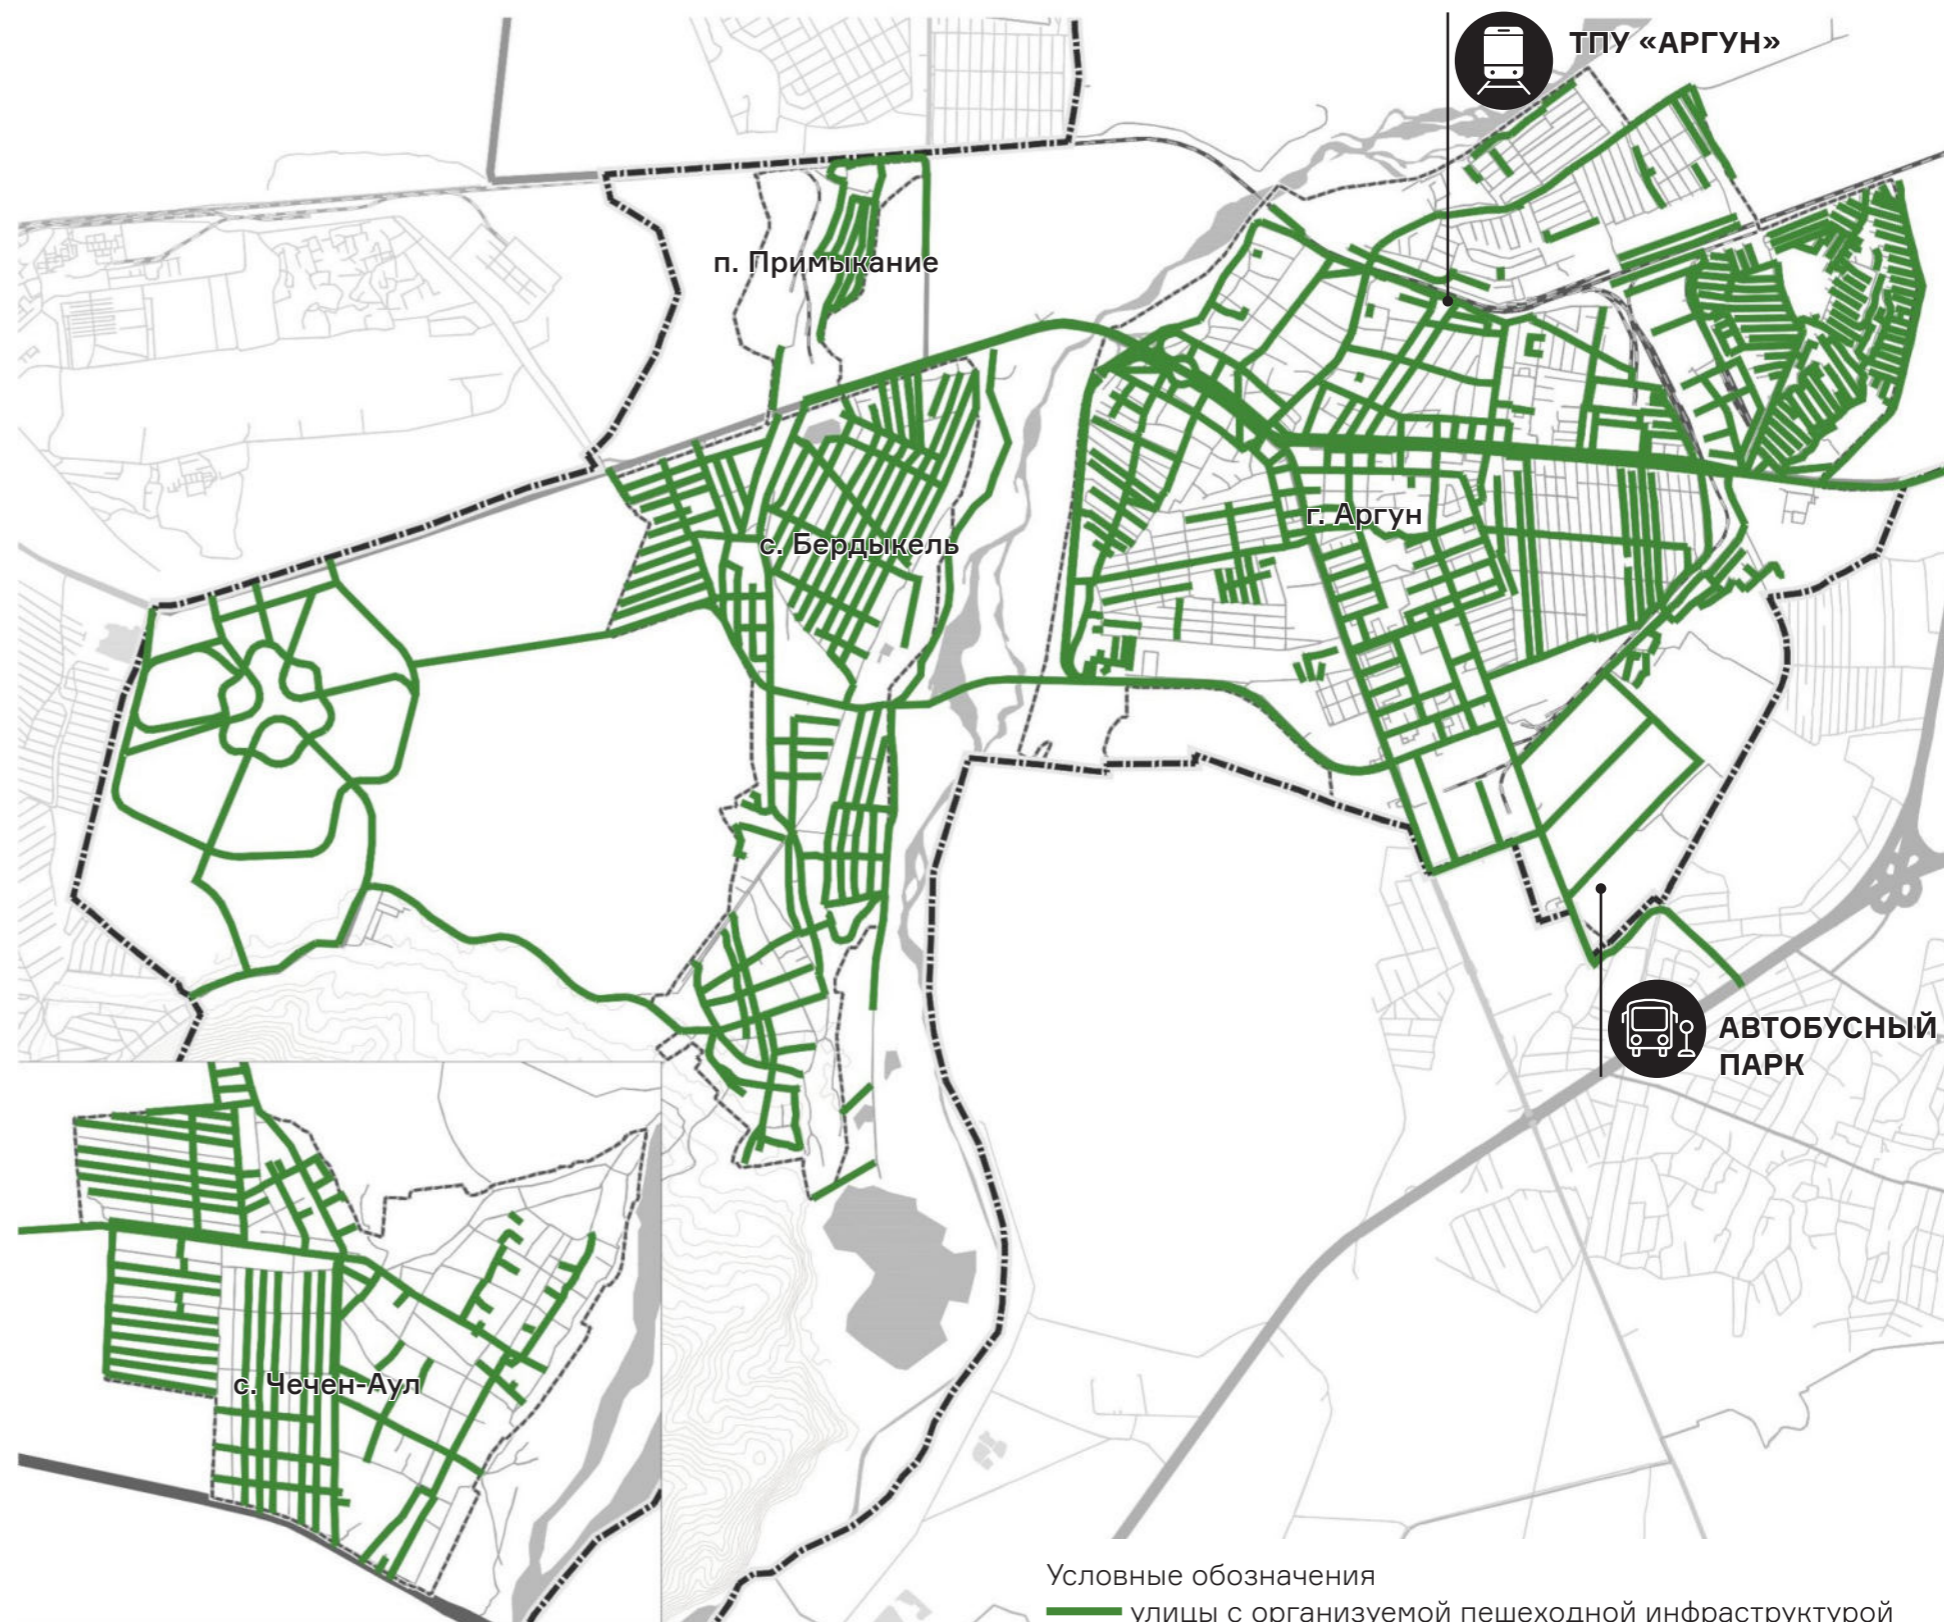 ТПУ «АРГУН»
п. Примыкание
г. Аргун
с. Бердыкель
АВТОБУСНЫЙ
ПАРК
с. Чечен-Аул
Условные обозначения
улицы с организуемой пешеходной инфраструктурой